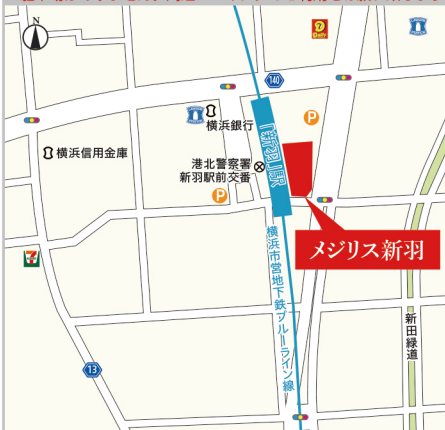 140
横浜銀行
「新羽」駅
横浜信用金庫
港北警察署
新羽駅前交番
P
P
メジリス新羽
横浜市営地下鉄ブルーライン線
新田緑道
13